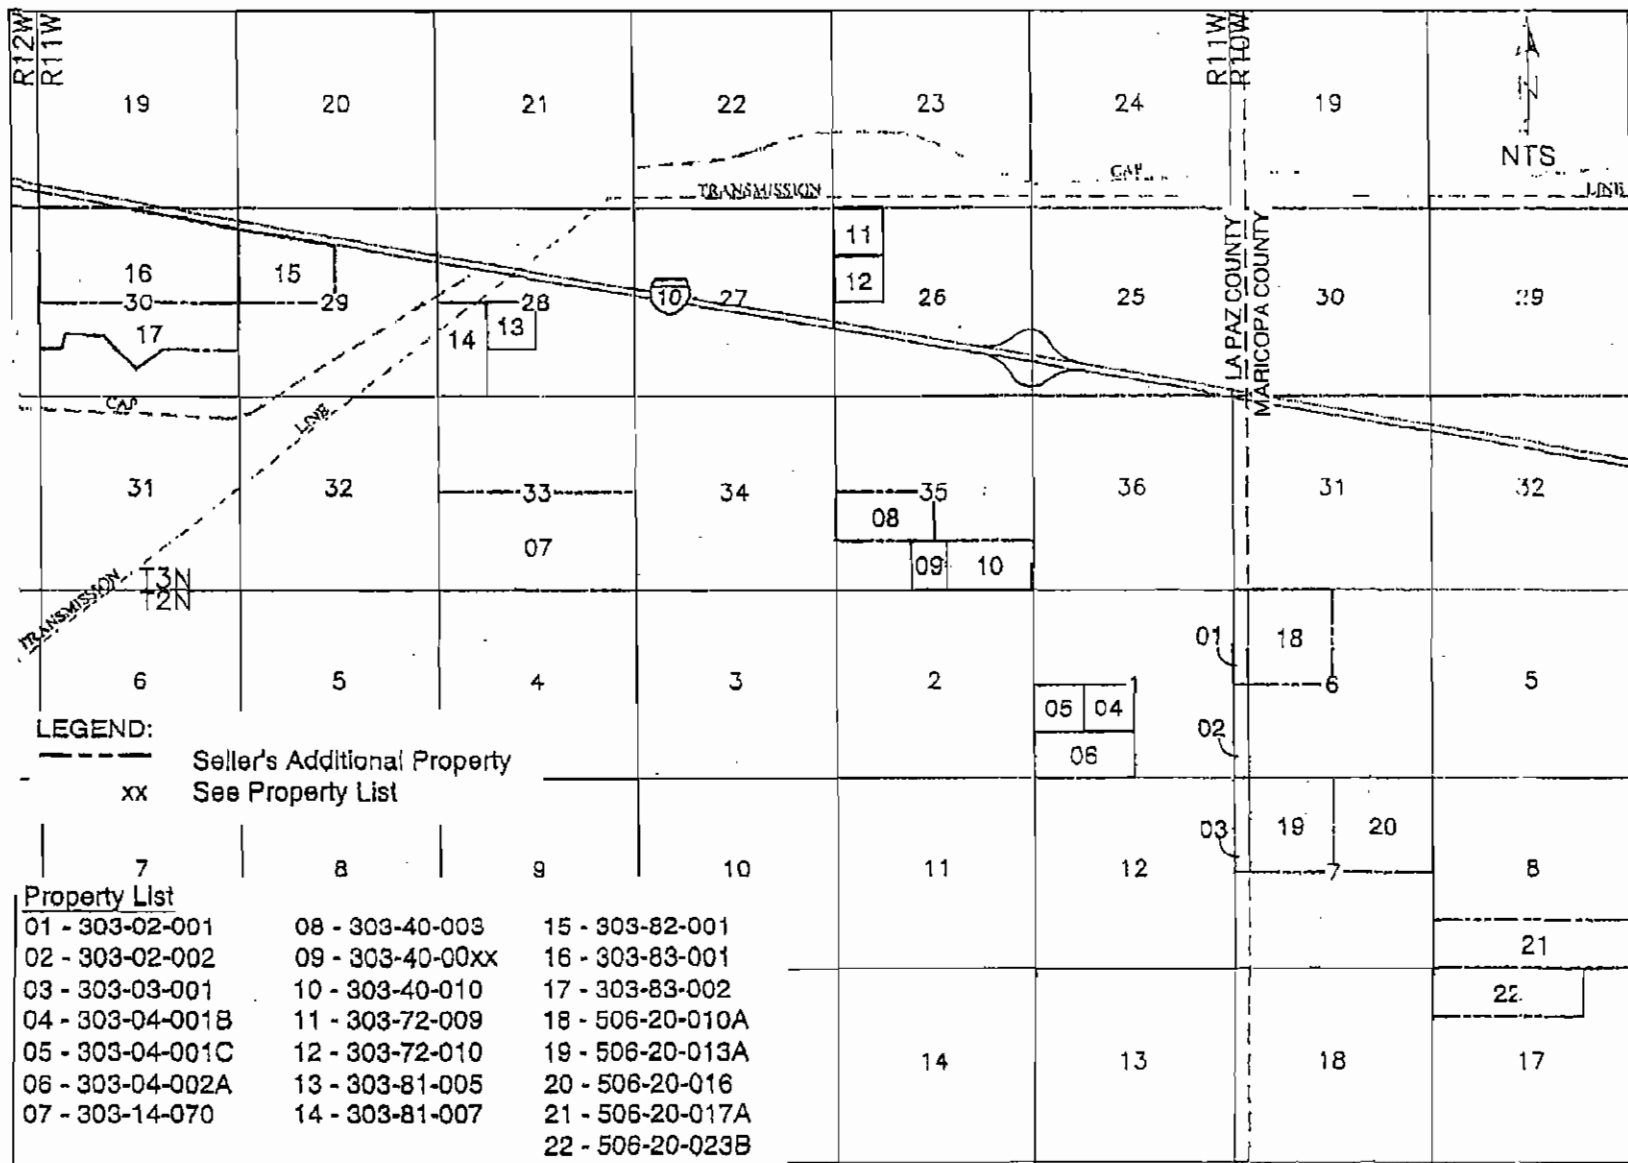 R12W
R11W
R11W
R10W
19 20 21 22 23 24 19
N
NTS
CAP
TRANSMISSION LINE
11
16 15 12
30 29 28 10 27 26 25 30 29
17 14 13
LA PAZ COUNTY
MARICOPA COUNTY
CAP
LINE
31 32 33 34 35 36 31 32
08
07 09 10
T3N
T2N
TRANSMISSION
01 18
6 5 4 3 2 1 6 5
05 04
02
06
LEGEND:
Seller's Additional Property
xx See Property List
03 19 20
7 8 9 10 11 12 7 8
21
22
14 13 18 17
Property List
01 - 303-02-001 08 - 303-40-003 15 - 303-82-001
02 - 303-02-002 09 - 303-40-00xx 16 - 303-83-001
03 - 303-03-001 10 - 303-40-010 17 - 303-83-002
04 - 303-04-001B 11 - 303-72-009 18 - 506-20-010A
05 - 303-04-001C 12 - 303-72-010 19 - 506-20-013A
06 - 303-04-002A 13 - 303-81-005 20 - 506-20-016
07 - 303-14-070 14 - 303-81-007 21 - 506-20-017A
22 - 506-20-023B